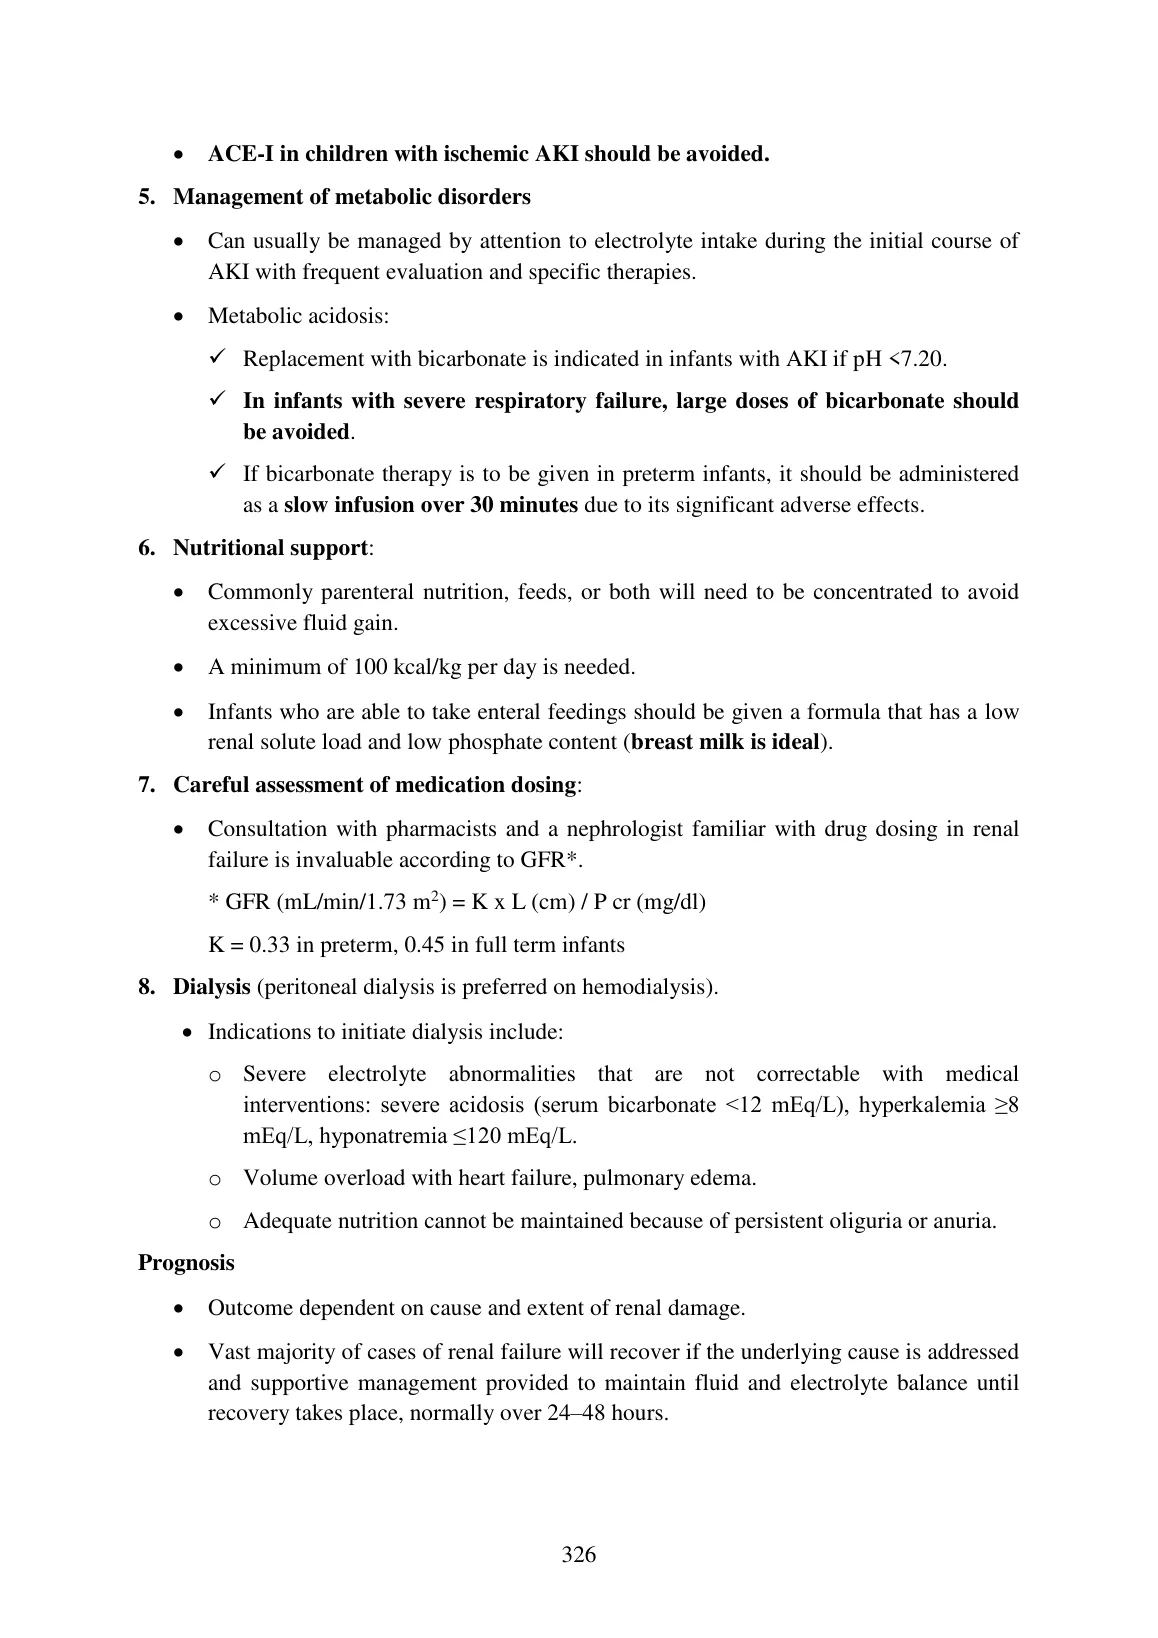 • ACE-I in children with ischemic AKI should be avoided.
5. Management of metabolic disorders
• Can usually be managed by attention to electrolyte intake during the initial course of
AKI with frequent evaluation and specific therapies.
• Metabolic acidosis:
✓ Replacement with bicarbonate is indicated in infants with AKI if pH <7.20.
✓ In infants with severe respiratory failure, large doses of bicarbonate should
be avoided.
✓ If bicarbonate therapy is to be given in preterm infants, it should be administered
as a slow infusion over 30 minutes due to its significant adverse effects.
6. Nutritional support:
• Commonly parenteral nutrition, feeds, or both will need to be concentrated to avoid
excessive fluid gain.
• A minimum of 100 kcal/kg per day is needed.
• Infants who are able to take enteral feedings should be given a formula that has a low
renal solute load and low phosphate content (breast milk is ideal).
7. Careful assessment of medication dosing:
• Consultation with pharmacists and a nephrologist familiar with drug dosing in renal
failure is invaluable according to GFR*.
* GFR (mL/min/1.73 m²) = K x L (cm) / P cr (mg/dl)
K = 0.33 in preterm, 0.45 in full term infants
8. Dialysis (peritoneal dialysis is preferred on hemodialysis).
• Indications to initiate dialysis include:
o Severe electrolyte abnormalities that are not correctable with medical
interventions: severe acidosis (serum bicarbonate <12 mEq/L), hyperkalemia ≥8
mEq/L, hyponatremia ≤120 mEq/L.
o Volume overload with heart failure, pulmonary edema.
o Adequate nutrition cannot be maintained because of persistent oliguria or anuria.
Prognosis
• Outcome dependent on cause and extent of renal damage.
• Vast majority of cases of renal failure will recover if the underlying cause is addressed
and supportive management provided to maintain fluid and electrolyte balance until
recovery takes place, normally over 24–48 hours.
326